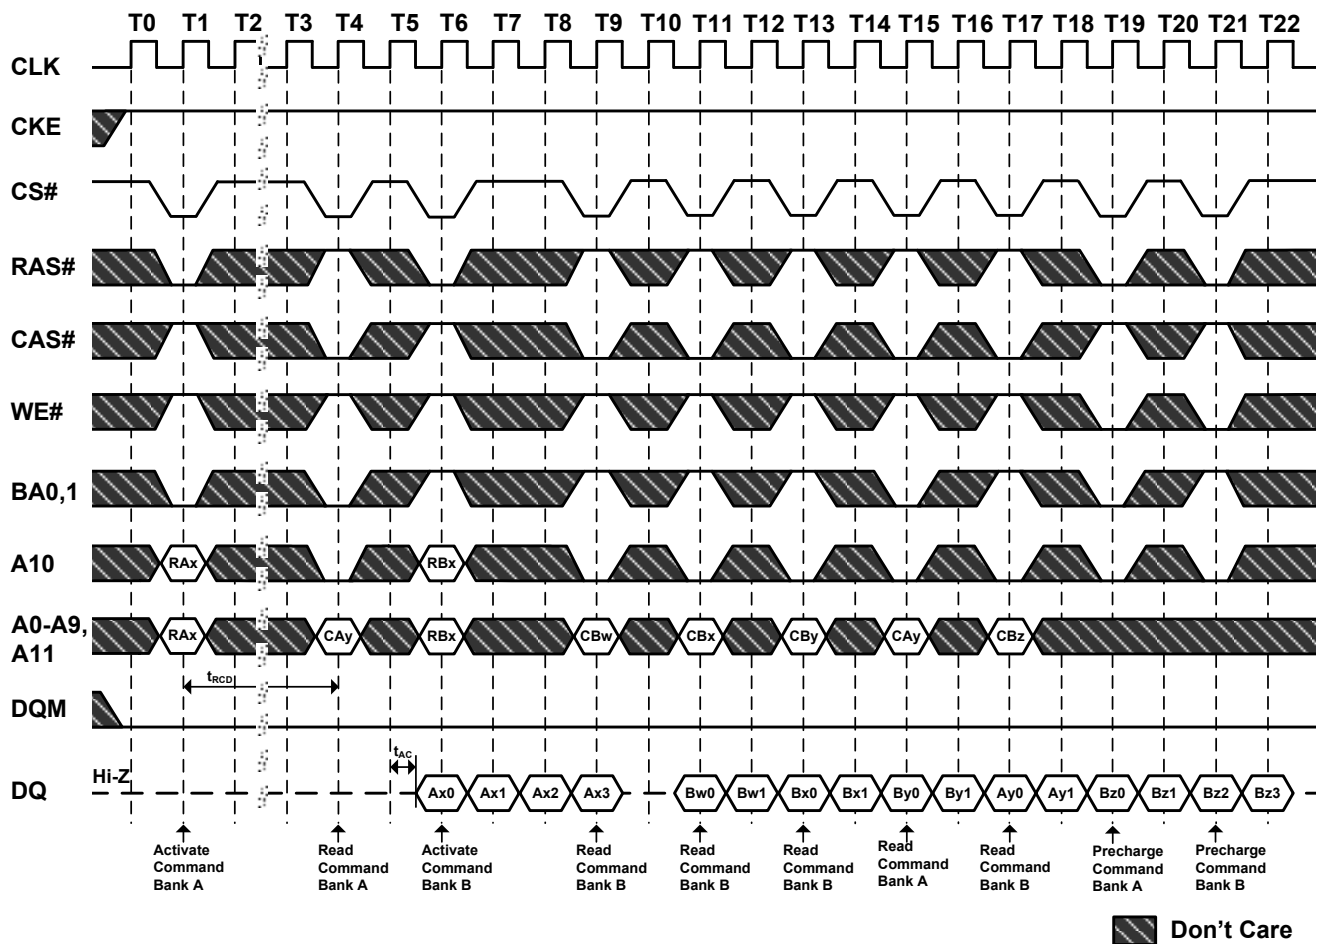 T0 T1 T2 T3 T4 T5 T6 T7 T8 T9 T10 T11 T12 T13 T14 T15 T16 T17 T18 T19 T20 T21 T22
CLK
CKE
CS#
RAS#
CAS#
WE#
BA0,1
A10
RAx RBx
A0-A9,
A11
RAx CAy RBx CBw CBx CBy CAy CBz
tRCD
DQM
tAC
Hi-Z
DQ
Ax0 Ax1 Ax2 Ax3 Bw0 Bw1 Bx0 Bx1 By0 By1 Ay0 Ay1 Bz0 Bz1 Bz2 Bz3
Activate
Command
Bank A
Read
Command
Bank A
Activate
Command
Bank B
Read
Command
Bank B
Read
Command
Bank B
Read
Command
Bank B
Read
Command
Bank A
Read
Command
Bank B
Precharge
Command
Bank A
Precharge
Command
Bank B
Don't Care